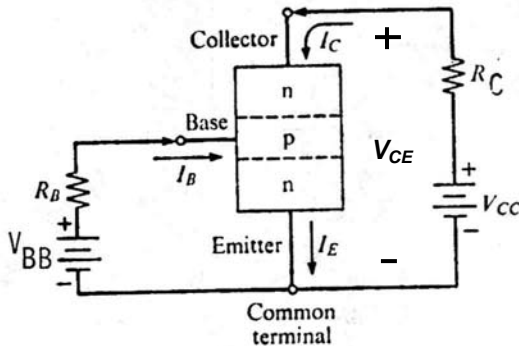 Collector
I_C
+
R_C
n
Base
p
V_CE
I_B
n
R_B
+
V_BB
-
+
V_CC
-
Emitter
I_E
-
Common
terminal